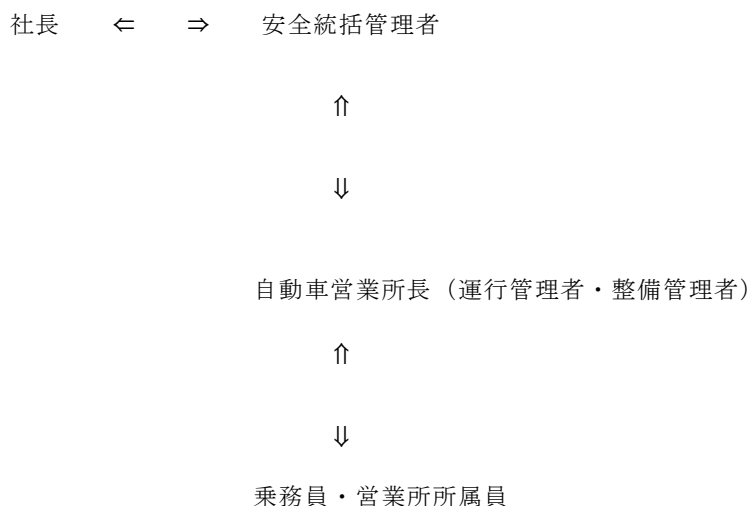 社長 ⇐ ⇒ 安全統括管理者
⇑
⇓
自動車営業所長（運行管理者・整備管理者）
⇑
⇓
乗務員・営業所所属員